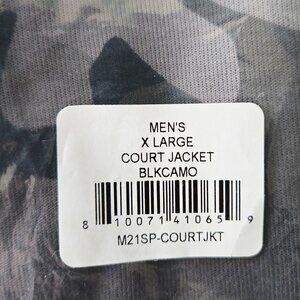 MEN'S
X LARGE
COURT JACKET
BLKCAMO
8 10071 41065 9
M21SP-COURTJKT